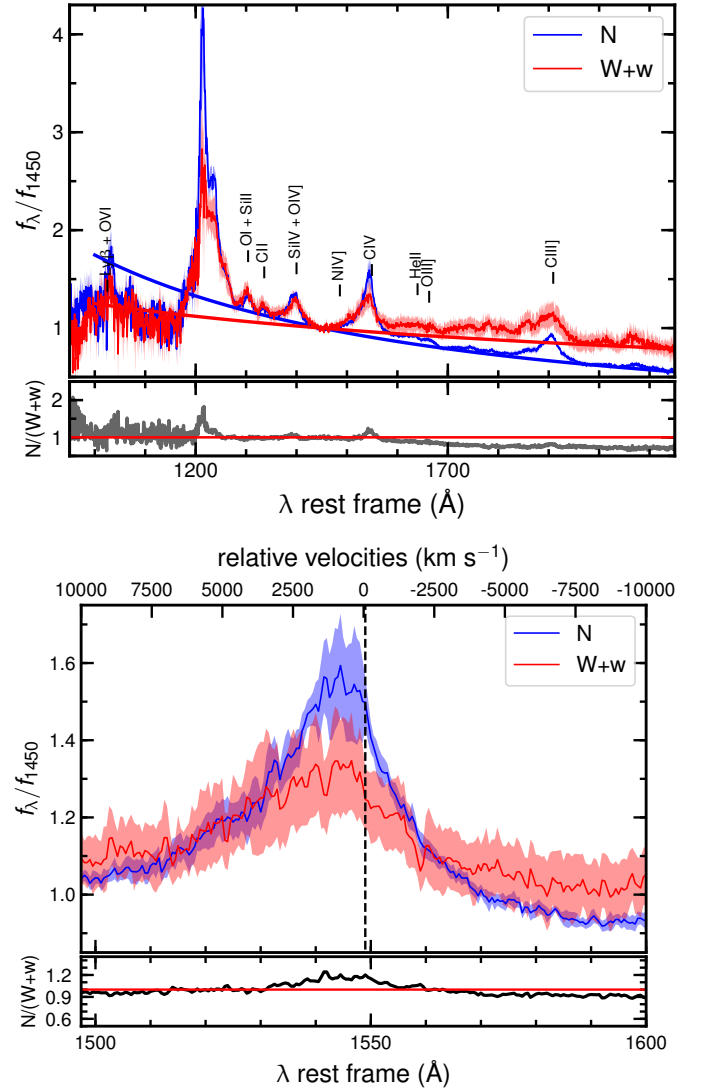 N
W+w
fλ/f1450
4
3
2
1
Lyβ + OVI
OI + SiII
CII
SiIV + OIV]
NIV]
CIV
HeII
OIII]
CIII]
N/(W+w)
2
1
1200
1700
λ rest frame (Å)
relative velocities (km s−1)
10000 7500 5000 2500 0 -2500 -5000 -7500 -10000
N
W+w
fλ/f1450
1.6
1.4
1.2
1.0
N/(W+w)
1.2
0.9
0.6
1500 1550 1600
λ rest frame (Å)